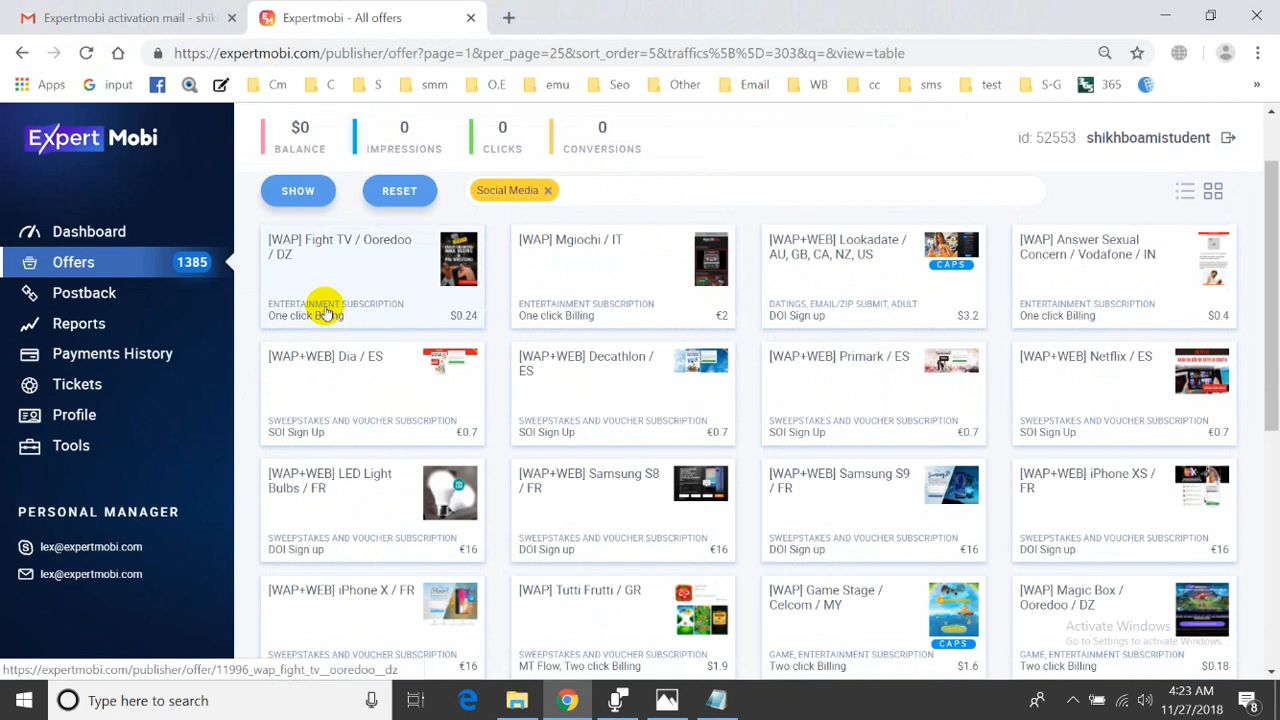 Expertmobi activation mail - shikh
Expertmobi - All offers
https://expertmobi.com/publisher/offer?page=1&per_page=25&sort_order=5&traffics%5B%5D=303&q=&view=table
Apps input Cm C S smm O.E emu Seo Other Email WB cc sms test S-G 365 »
Expert Mobi
$0 BALANCE
0 IMPRESSIONS
0 CLICKS
0 CONVERSIONS
id: 52553 shikhboamistudent
SHOW RESET Social Media ×
Dashboard
Offers 1385
Postback
Reports
Payments History
Tickets
Profile
Tools
PERSONAL MANAGER
lex@expertmobi.com
lex@expertmobi.com
[WAP] Fight TV / Ooredoo
/ DZ
ENTERTAINMENT SUBSCRIPTION
One click Billing $0.24
[WAP] Mgiochi / IT
ENTERTAINMENT SUBSCRIPTION
One click Billing €2
[WAP+WEB] Lookadate/
AU, GB, CA, NZ, US
CAPS
DATINGS, EMAIL/ZIP SUBMIT, ADULT
DOI Sign up $3.2
[WAP] Answer Sexual
Concern / Vodafone / IN
ENTERTAINMENT SUBSCRIPTION
One click Billing $0.4
[WAP+WEB] Dia / ES
SWEEPSTAKES AND VOUCHER SUBSCRIPTION
SOI Sign Up €0.7
[WAP+WEB] Decathlon /
ES
SWEEPSTAKES AND VOUCHER SUBSCRIPTION
SOI Sign Up €0.7
[WAP+WEB] Primark / ES
SWEEPSTAKES AND VOUCHER SUBSCRIPTION
SOI Sign Up €0.7
[WAP+WEB] Netflix / ES
SWEEPSTAKES AND VOUCHER SUBSCRIPTION
SOI Sign Up €0.7
[WAP+WEB] LED Light
Bulbs / FR
SWEEPSTAKES AND VOUCHER SUBSCRIPTION
DOI Sign up €16
[WAP+WEB] Samsung S8
/ FR
SWEEPSTAKES AND VOUCHER SUBSCRIPTION
DOI Sign up €16
[WAP+WEB] Samsung S9
/ FR
SWEEPSTAKES AND VOUCHER SUBSCRIPTION
DOI Sign up €16
[WAP+WEB] iPhone XS /
FR
SWEEPSTAKES AND VOUCHER SUBSCRIPTION
DOI Sign up €16
[WAP+WEB] iPhone X / FR
SWEEPSTAKES AND VOUCHER SUBSCRIPTION
€16
[WAP] Tutti Frutti / GR
ENTERTAINMENT SUBSCRIPTION
MT Flow, Two click Billing $1.9
[WAP] Game Stage /
Celcom / MY
CAPS
GAME, ENTERTAINMENT SUBSCRIPTION
Two click Billing $1.6
[WAP] Magic Box /
Ooredoo / DZ
GAME, ENTERTAINMENT SUBSCRIPTION
Two click Billing $0.18
Activate Windows
Go to Settings to activate Windows.
https://expertmobi.com/publisher/offer/11996_wap_fight_tv__ooredoo__dz
Type here to search
4:23 AM
11/27/2018
8